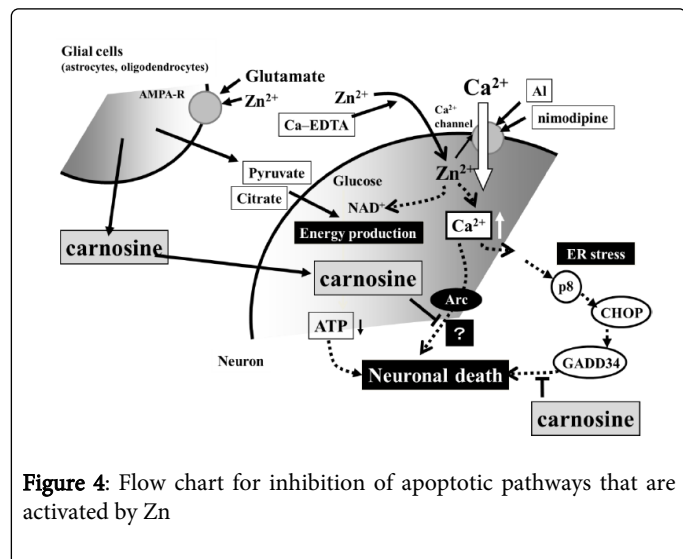 Glial cells
(astrocytes, oligodendrocytes)
AMPA-R
Glutamate
Zn²⁺
Zn²⁺
Ca–EDTA
Ca²⁺
Ca²⁺
channel
Al
nimodipine
Pyruvate
Citrate
Glucose
NAD⁺
Energy production
Zn²⁺
Ca²⁺
ER stress
p8
CHOP
GADD34
carnosine
carnosine
Arc
?
ATP
Neuron
Neuronal death
carnosine
Figure 4: Flow chart for inhibition of apoptotic pathways that are
activated by Zn